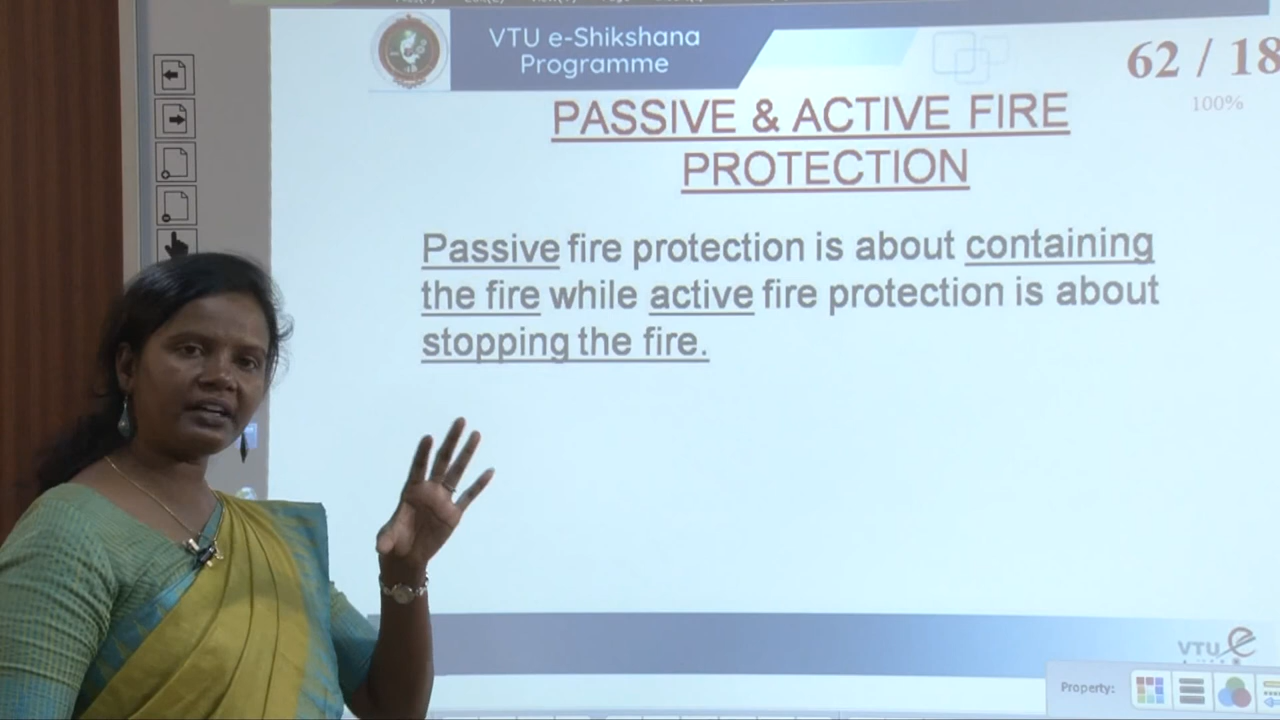 VTU e-Shikshana
Programme
62 / 18
100%
PASSIVE & ACTIVE FIRE
PROTECTION
Passive fire protection is about containing
the fire while active fire protection is about
stopping the fire.
VTU e
Property: